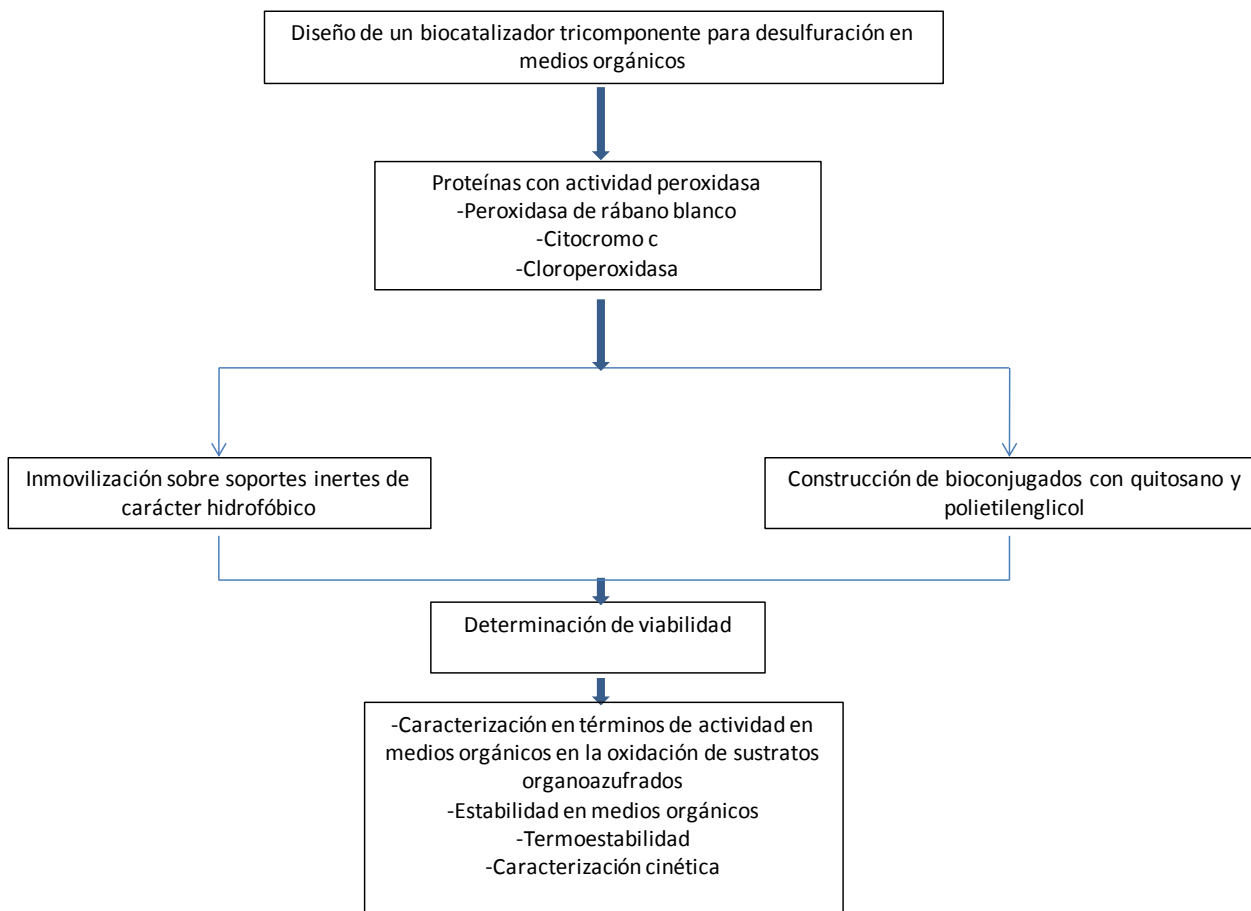 Diseño de un biocatalizador tricomponente para desulfuración en
medios orgánicos
Proteínas con actividad peroxidasa
-Peroxidasa de rábano blanco
-Citocromo c
-Cloroperoxidasa
Inmovilización sobre soportes inertes de
carácter hidrofóbico
Construcción de bioconjugados con quitosano y
polietilenglicol
Determinación de viabilidad
-Caracterización en términos de actividad en
medios orgánicos en la oxidación de sustratos
organoazufrados
-Estabilidad en medios orgánicos
-Termoestabilidad
-Caracterización cinética